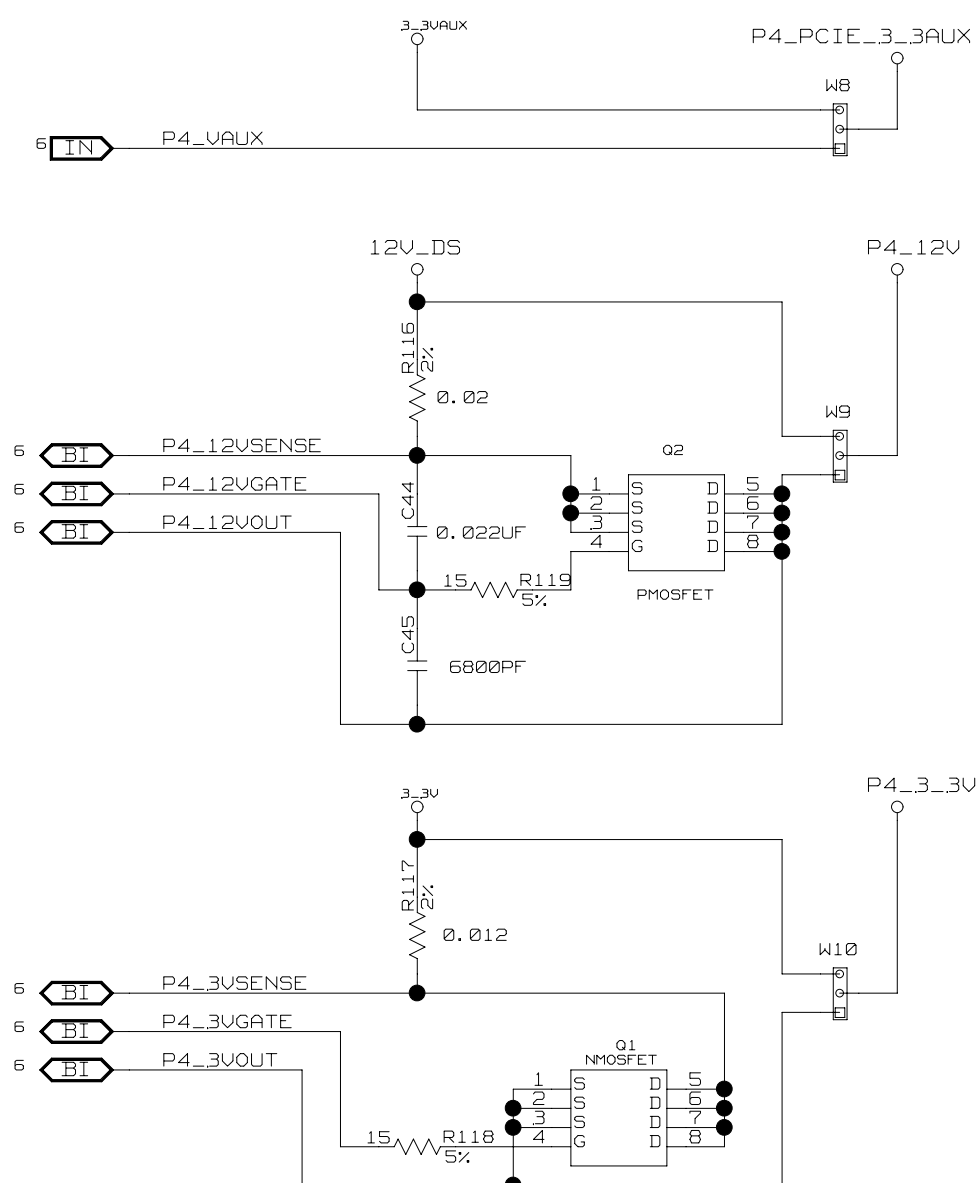 3_3VAUX
P4_PCIE_3_3AUX
W8
6 IN P4_VAUX
12V_DS
P4_12V
R116
2%
0.02
W9
6 BI P4_12VSENSE
Q2
6 BI P4_12VGATE
C44
1 S D 5
2 S D 6
6 BI P4_12VOUT
0.022UF
3 S D 7
4 G D 8
15 R119
5%
PMOSFET
C45
6800PF
3_3V
P4_3_3V
R117
2%
0.012
W10
6 BI P4_3VSENSE
6 BI P4_3VGATE
Q1
NMOSFET
6 BI P4_3VOUT
1 S D 5
2 S D 6
3 S D 7
15 R118 4 G D 8
5%